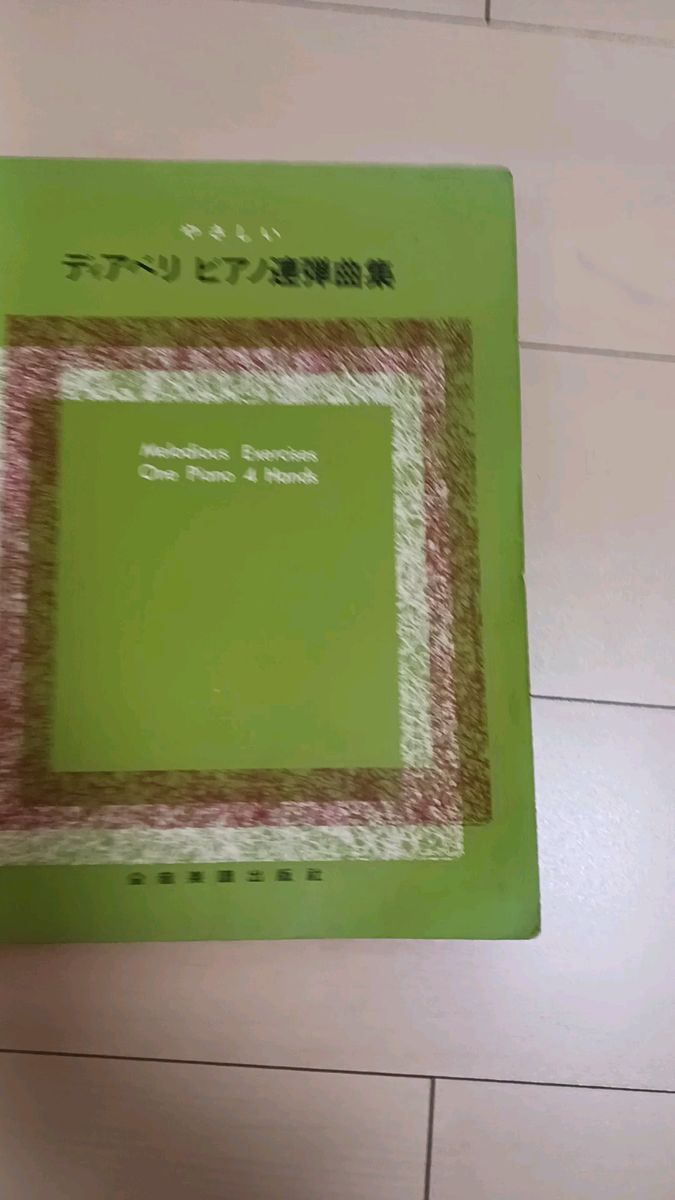 やさしい
ディアベリ ピアノ連弾曲集
Melodious Exercises
One Piano 4 Hands
全音楽譜出版社